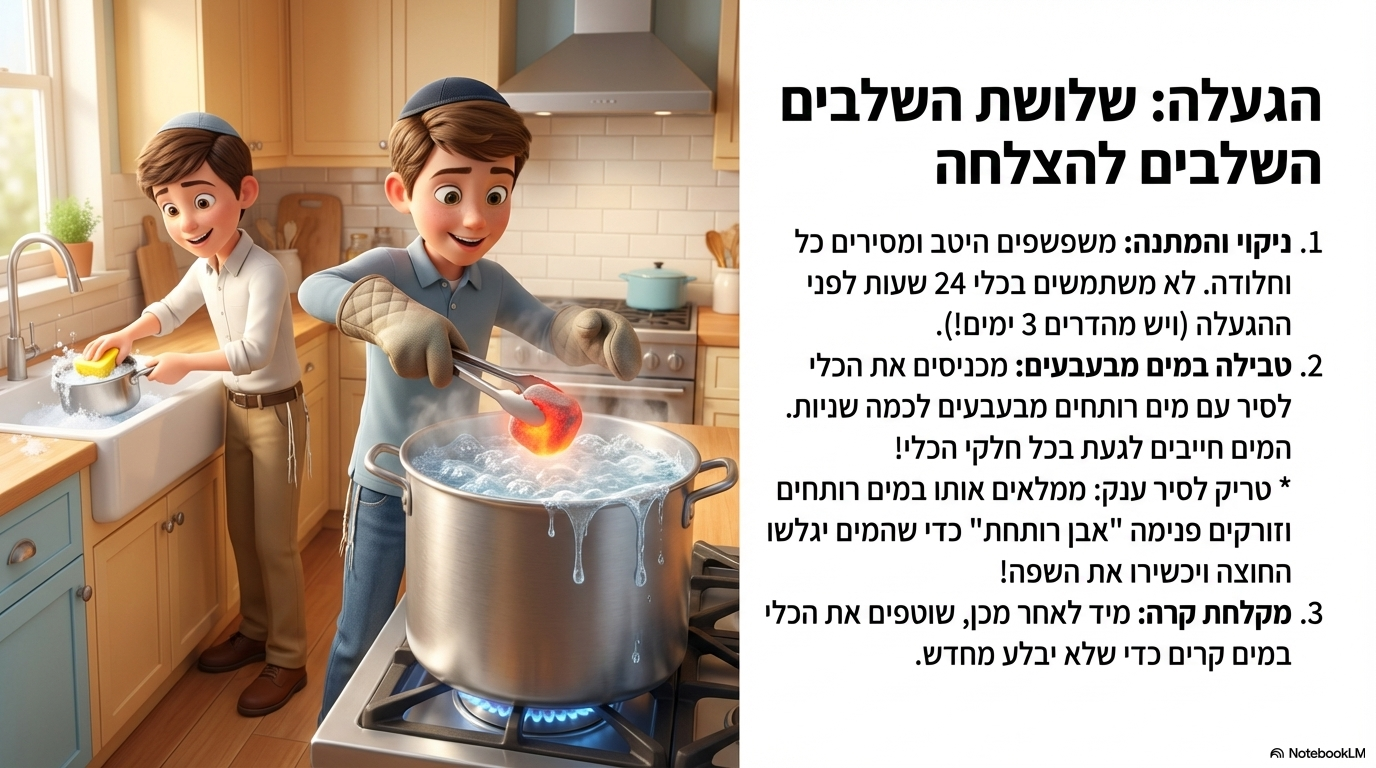 הגעלה: שלושת השלבים
השלבים להצלחה
1. ניקוי והמתנה: משפשפים היטב ומסירים כל
וחלודה. לא משתמשים בכלי 24 שעות לפני
ההגעלה (ויש מהדרים 3 ימים!).
2. טבילה במים מבעבעים: מכניסים את הכלי
לסיר עם מים רותחים מבעבעים לכמה שניות.
המים חייבים לגעת בכל חלקי הכלי!
* טריק לסיר ענק: ממלאים אותו במים רותחים
וזורקים פנימה "אבן רותחת" כדי שהמים יגלשו
החוצה ויכשירו את השפה!
3. מקלחת קרה: מיד לאחר מכן, שוטפים את הכלי
במים קרים כדי שלא יבלע מחדש.
NotebookLM